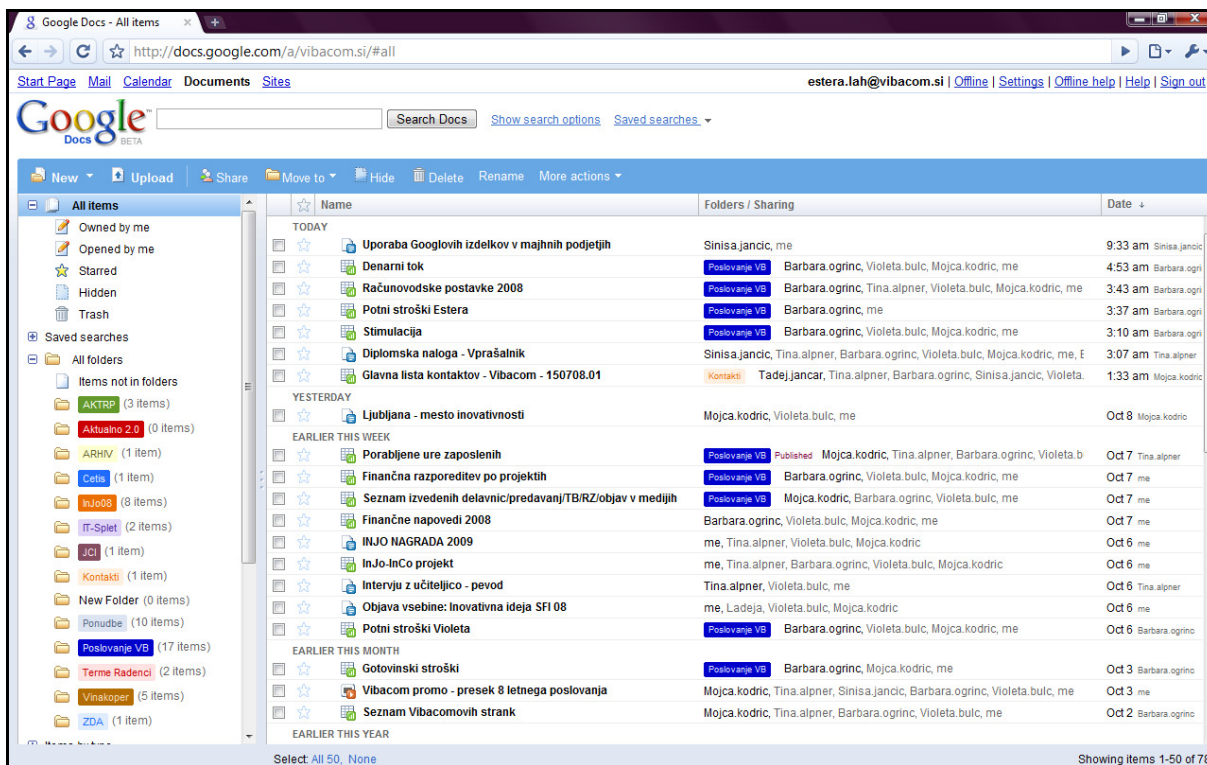 Google Docs - All items
http://docs.google.com/a/vibacom.si/#all
Start Page Mail Calendar Documents Sites estera.lah@vibacom.si | Offline | Settings | Offline help | Help | Sign out
Google™ Docs BETA Search Docs Show search options Saved searches
New Upload Share Move to Hide Delete Rename More actions
All items
Owned by me
Opened by me
Starred
Hidden
Trash
Saved searches
All folders
Items not in folders
AKTRP (3 items)
Aktualno 2.0 (0 items)
ARHIV (1 item)
Cetis (1 item)
InJo08 (8 items)
IT-Splet (2 items)
JCI (1 item)
Kontakti (1 item)
New Folder (0 items)
Ponudbe (10 items)
Poslovanje VB (17 items)
Terme Radenci (2 items)
Vinakoper (5 items)
ZDA (1 item)
Name Folders / Sharing Date ↓
TODAY
Uporaba Googlovih izdelkov v majhnih podjetjih Sinisa.jancic, me 9:33 am Sinisa.jancic
Denarni tok Poslovanje VB Barbara.ogrinc, Violeta.bulc, Mojca.kodric, me 4:53 am Barbara.ogri
Računovodske postavke 2008 Poslovanje VB Barbara.ogrinc, Tina.alpner, Violeta.bulc, Mojca.kodric, me 3:43 am Barbara.ogri
Potni stroški Estera Poslovanje VB Barbara.ogrinc, me 3:37 am Barbara.ogri
Stimulacija Poslovanje VB Barbara.ogrinc, Violeta.bulc, Mojca.kodric, me 3:10 am Barbara.ogri
Diplomska naloga - Vprašalnik Sinisa.jancic, Tina.alpner, Barbara.ogrinc, Violeta.bulc, Mojca.kodric, me, E 3:07 am Tina.alpner
Glavna lista kontaktov - Vibacom - 150708.01 Kontakti Tadej.jancar, Tina.alpner, Barbara.ogrinc, Sinisa.jancic, Violeta. 1:33 am Mojca.kodric
YESTERDAY
Ljubljana - mesto inovativnosti Mojca.kodric, Violeta.bulc, me Oct 8 Mojca.kodric
EARLIER THIS WEEK
Porabljene ure zaposlenih Poslovanje VB Published Mojca.kodric, Tina.alpner, Barbara.ogrinc, Violeta.b Oct 7 Tina.alpner
Finančna razporeditev po projektih Poslovanje VB Barbara.ogrinc, Violeta.bulc, Mojca.kodric, me Oct 7 me
Seznam izvedenih delavnic/predavanj/TB/RZ/objav v medijih Poslovanje VB Mojca.kodric, Barbara.ogrinc, Violeta.bulc, me Oct 7 me
Finančne napovedi 2008 Barbara.ogrinc, Violeta.bulc, Mojca.kodric, me Oct 7 me
INJO NAGRADA 2009 me, Tina.alpner, Violeta.bulc, Mojca.kodric Oct 6 me
InJo-InCo projekt me, Tina.alpner, Barbara.ogrinc, Violeta.bulc, Mojca.kodric Oct 6 me
Intervju z učiteljico - pevod Tina.alpner, Violeta.bulc, me Oct 6 Tina.alpner
Objava vsebine: Inovativna ideja SFI 08 me, Ladeja, Violeta.bulc, Mojca.kodric Oct 6 me
Potni stroški Violeta Poslovanje VB Barbara.ogrinc, Violeta.bulc, Mojca.kodric, me Oct 6 Barbara.ogrinc
EARLIER THIS MONTH
Gotovinski stroški Poslovanje VB Barbara.ogrinc, Mojca.kodric, me Oct 3 Barbara.ogrinc
Vibacom promo - presek 8 letnega poslovanja Mojca.kodric, Tina.alpner, Sinisa.jancic, Barbara.ogrinc, Violeta.bulc, me Oct 3 me
Seznam Vibacomovih strank Mojca.kodric, Tina.alpner, Barbara.ogrinc, Violeta.bulc, me Oct 2 Barbara.ogrinc
EARLIER THIS YEAR
Select: All 50, None Showing items 1-50 of 78